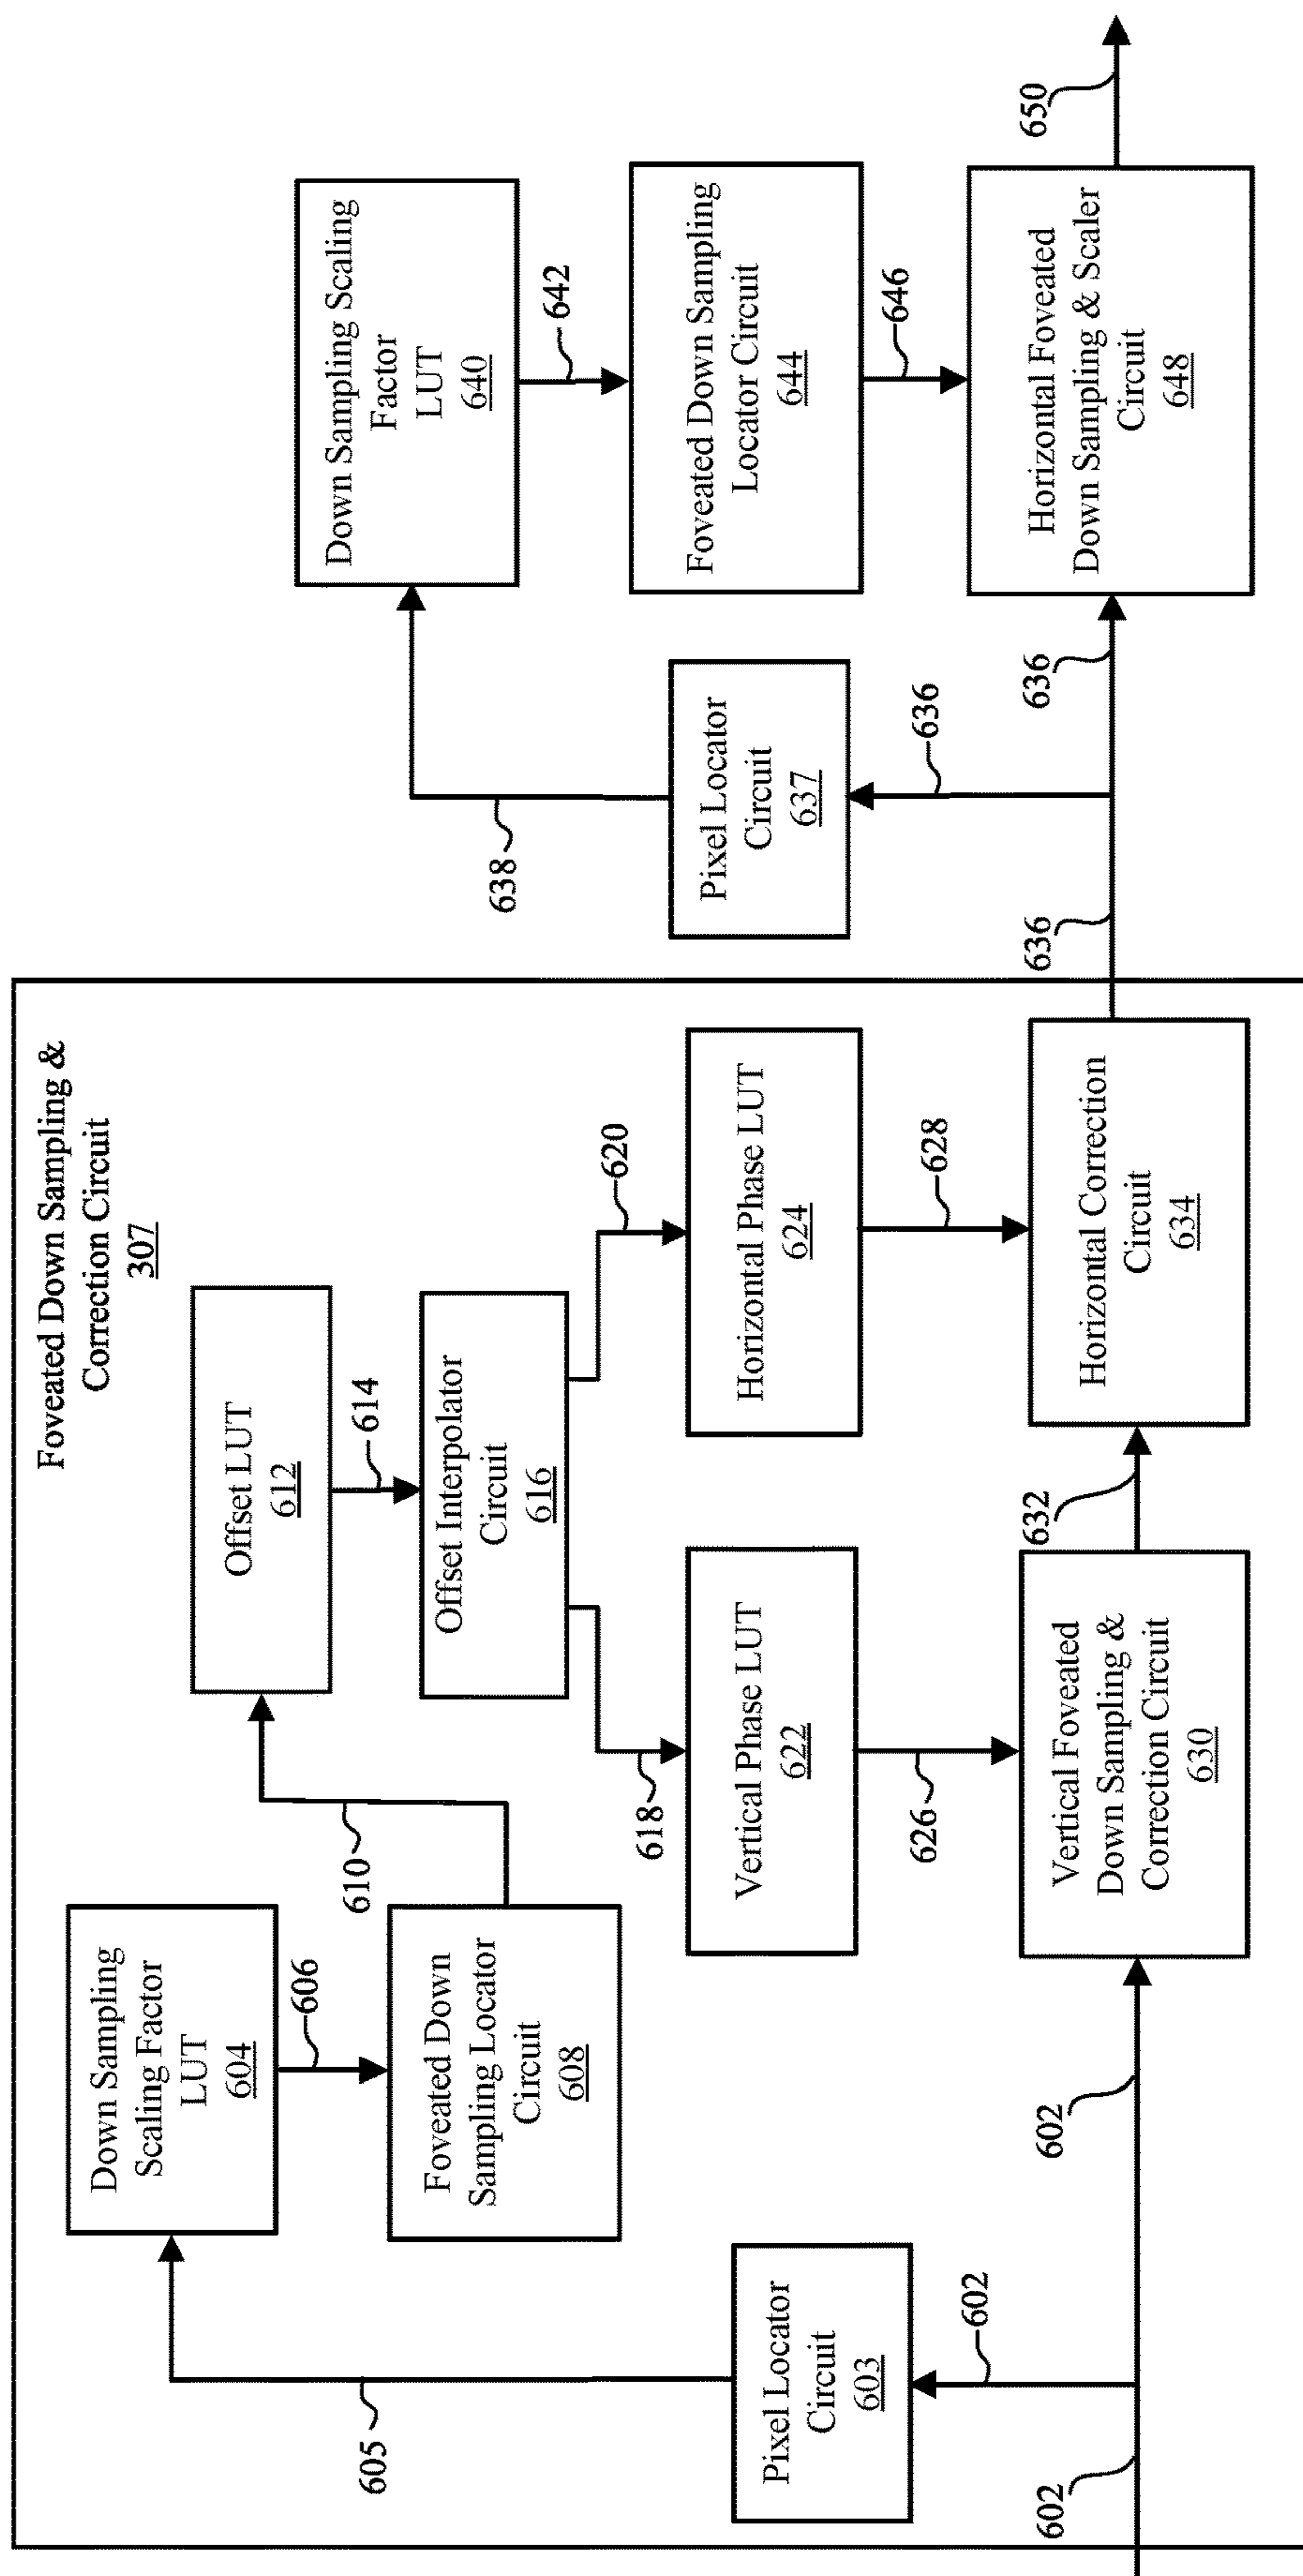 Foveated Down Sampling &
Correction Circuit
307
Down Sampling
Scaling Factor
LUT
604
606
Foveated Down
Sampling Locator
Circuit
608
605
Pixel Locator
Circuit
603
602
602
602
610
Offset LUT
612
614
Offset Interpolator
Circuit
616
618
620
Vertical Phase LUT
622
Horizontal Phase LUT
624
626
628
Vertical Foveated
Down Sampling &
Correction Circuit
630
632
Horizontal Correction
Circuit
634
636
636
636
Pixel Locator
Circuit
637
638
Down Sampling Scaling
Factor
LUT
640
642
Foveated Down Sampling
Locator Circuit
644
646
Horizontal Foveated
Down Sampling & Scaler
Circuit
648
650